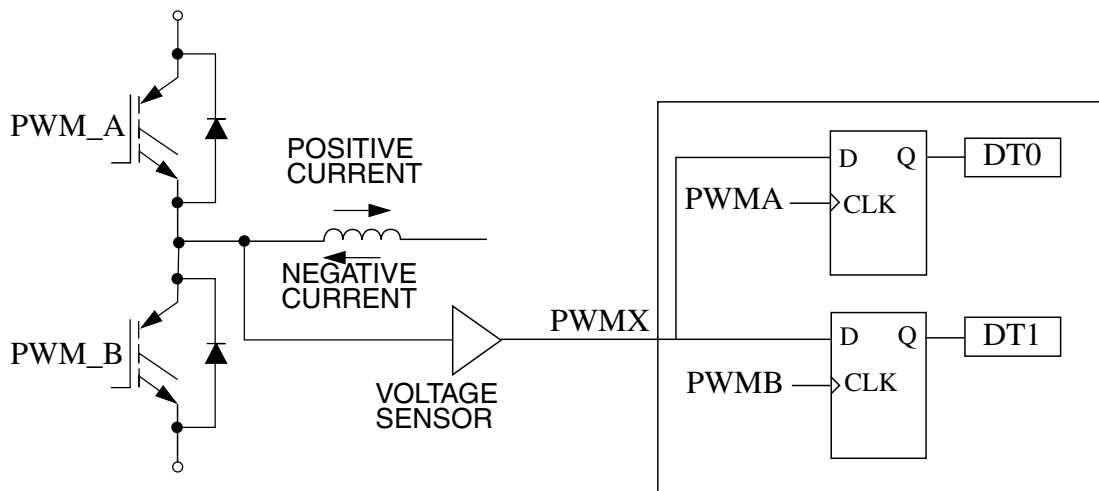 PWM_A
POSITIVE
CURRENT
NEGATIVE
CURRENT
PWM_B
VOLTAGE
SENSOR
PWMX
D Q
DT0
PWMA
CLK
D Q
DT1
PWMB
CLK